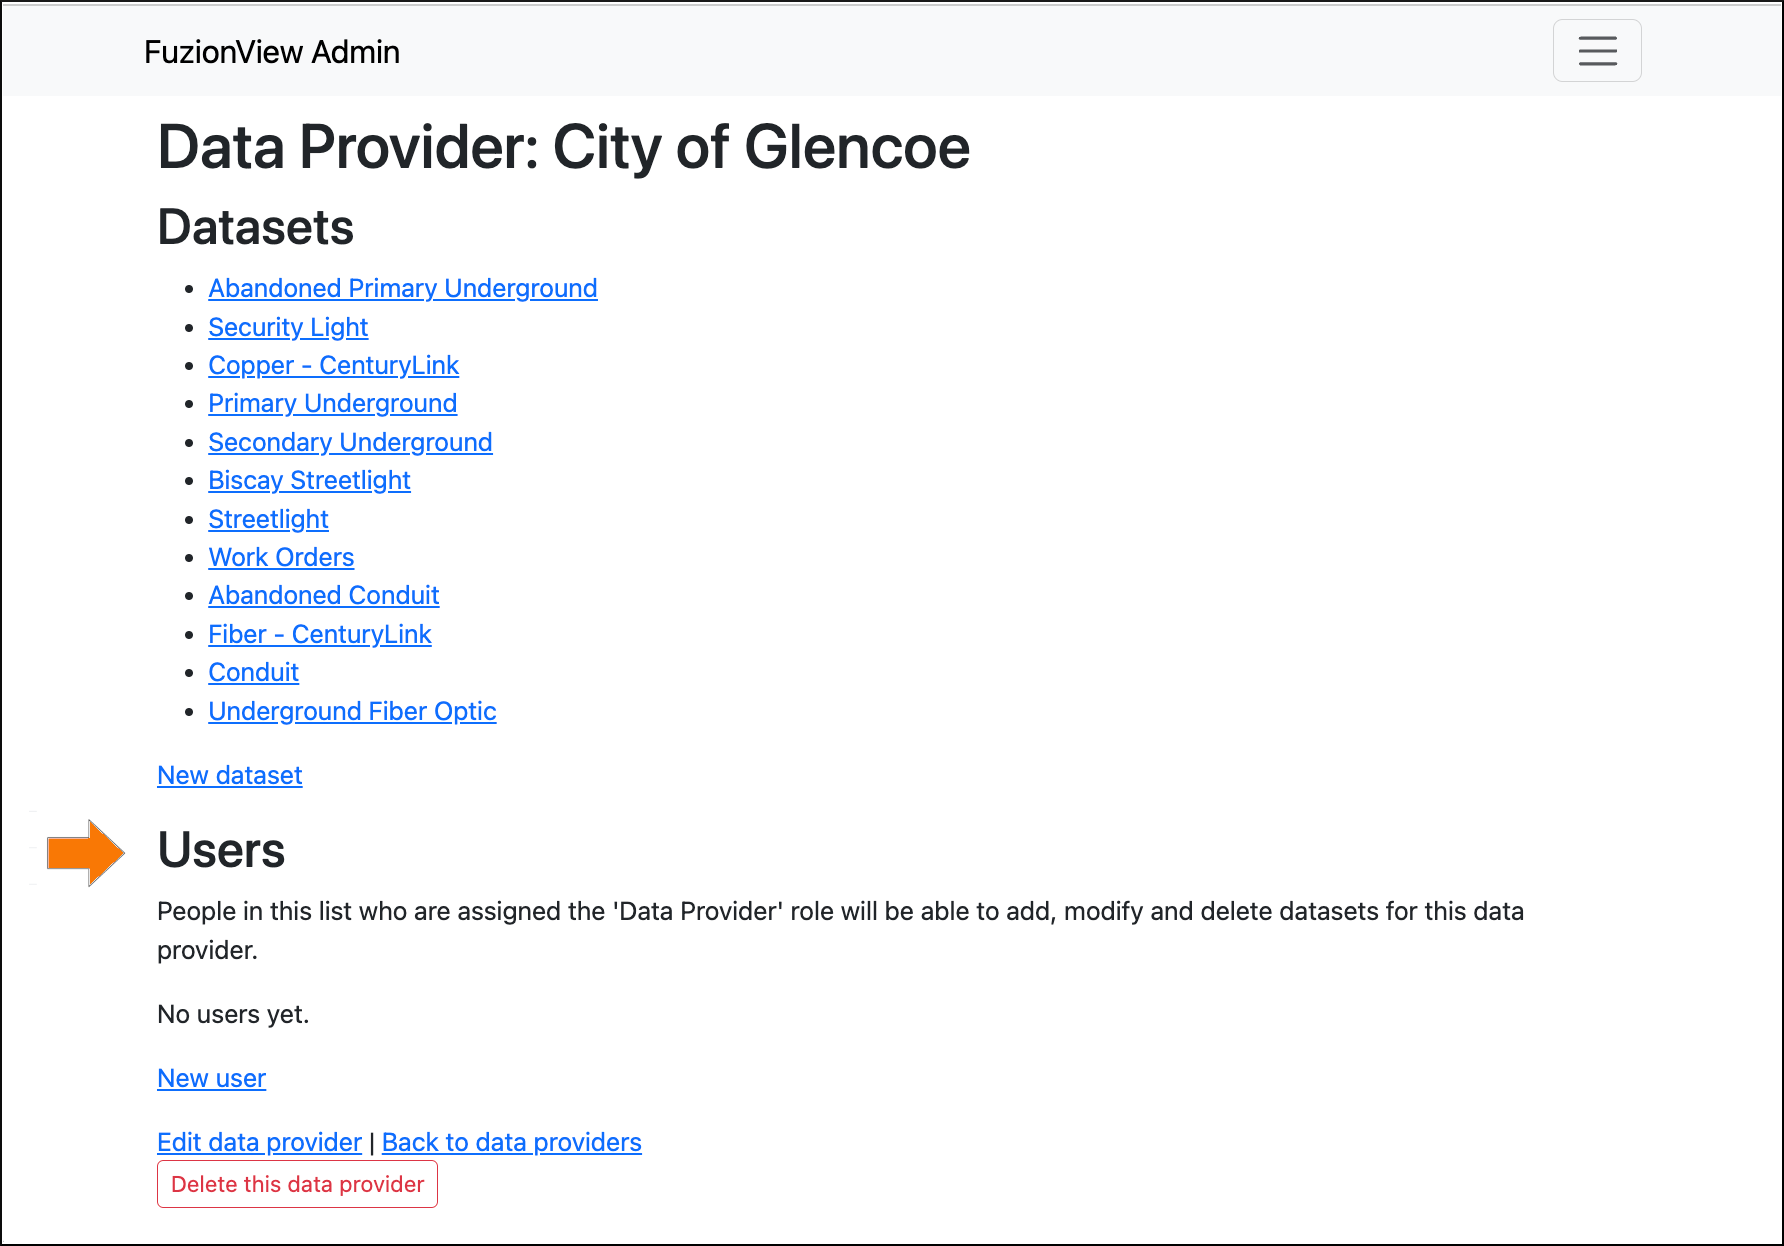 FuzionView Admin
Data Provider: City of Glencoe
Datasets
Abandoned Primary Underground
Security Light
Copper - CenturyLink
Primary Underground
Secondary Underground
Biscay Streetlight
Streetlight
Work Orders
Abandoned Conduit
Fiber - CenturyLink
Conduit
Underground Fiber Optic
New dataset
Users
People in this list who are assigned the 'Data Provider' role will be able to add, modify and delete datasets for this data
provider.
No users yet.
New user
Edit data provider | Back to data providers
Delete this data provider